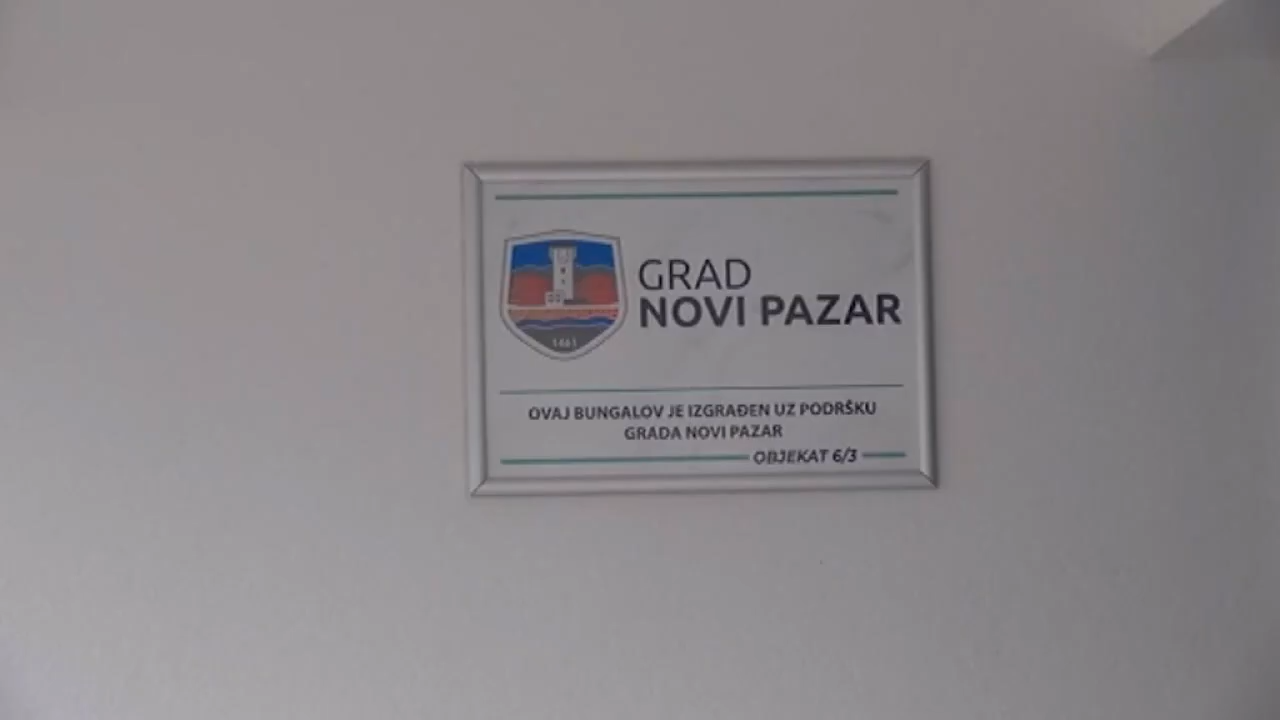 GRAD
NOVI PAZAR
1461
OVAJ BUNGALOV JE IZGRAĐEN UZ PODRŠKU
GRADA NOVI PAZAR
OBJEKAT 6/3